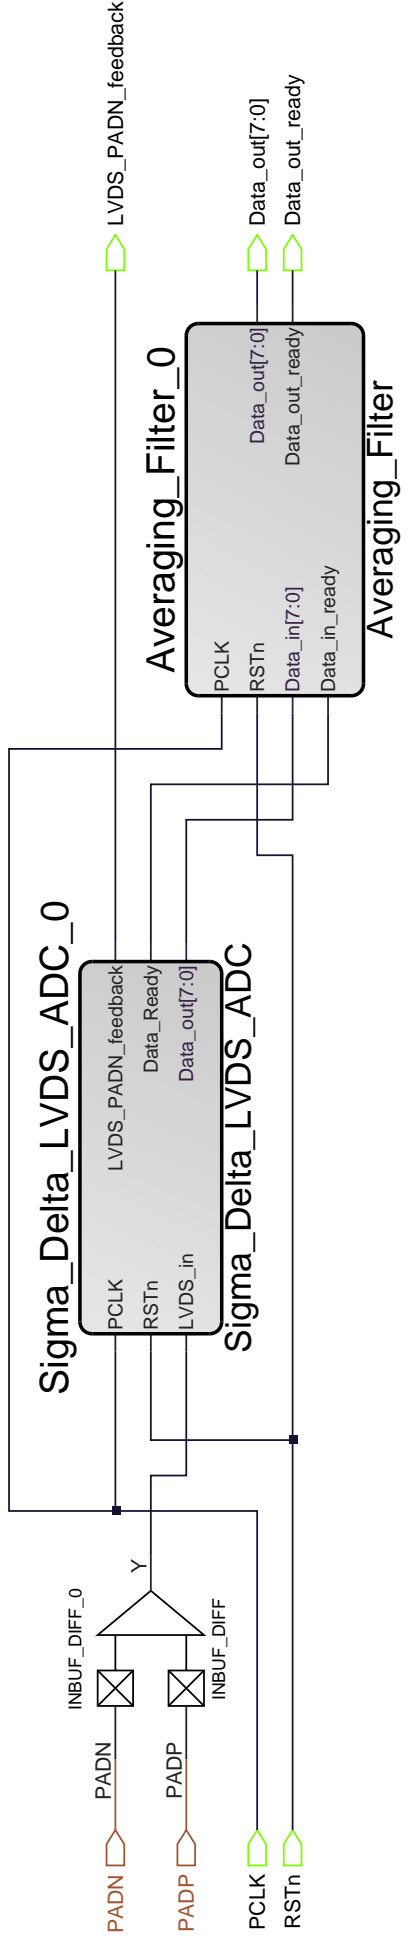 PADN
PADP
PCLK
RSTn
PADN
PADP
INBUF_DIFF_0
INBUF_DIFF
Y
Sigma_Delta_LVDS_ADC_0
PCLK
RSTn
LVDS_in
LVDS_PADN_feedback
Data_Ready
Data_out[7:0]
Sigma_Delta_LVDS_ADC
Averaging_Filter_0
PCLK
RSTn
Data_in[7:0]
Data_in_ready
Data_out[7:0]
Data_out_ready
Averaging_Filter
LVDS_PADN_feedback
Data_out[7:0]
Data_out_ready